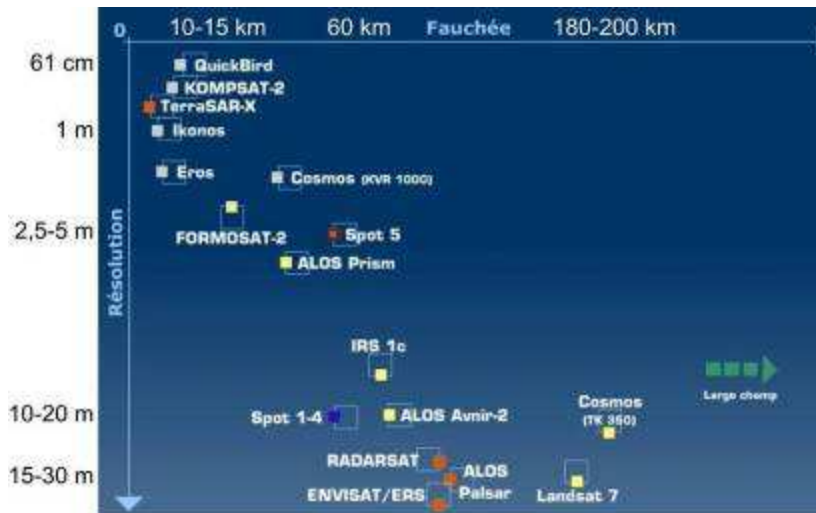 0 10-15 km 60 km Fauchée 180-200 km
61 cm
QuickBird
KOMPSAT-2
TerraSAR-X
1 m
Ikonos
Eros
Cosmos (KVR 1000)
2,5-5 m
FORMOSAT-2
Spot 5
ALOS Prism
Résolution
IRS 1c
Large champ
10-20 m
Spot 1-4
ALOS Avnir-2
Cosmos
(TK 350)
15-30 m
RADARSAT
ALOS
Palsar
ENVISAT/ERS
Landsat 7